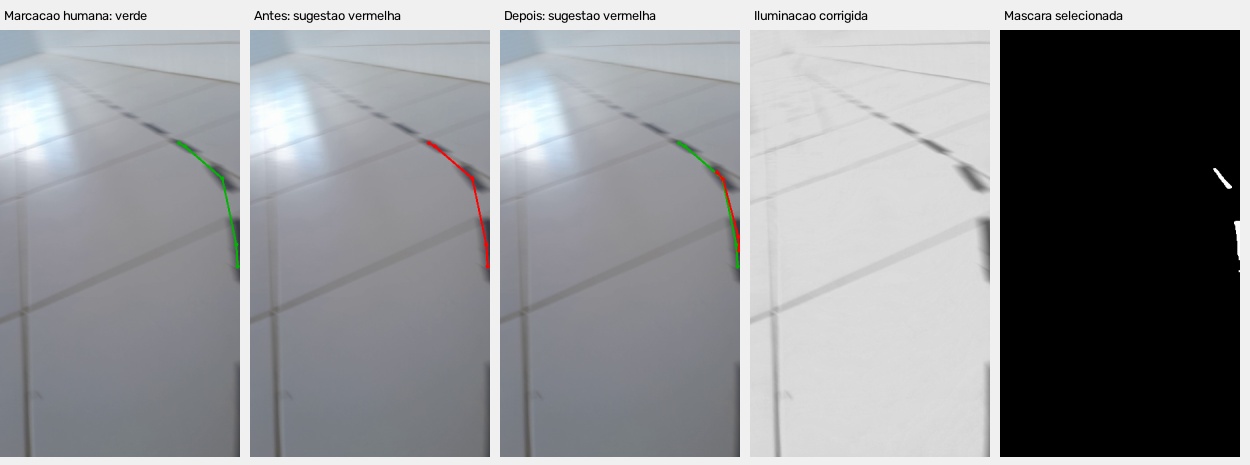 Marcacao humana: verde
Antes: sugestao vermelha
Depois: sugestao vermelha
Iluminacao corrigida
Mascara selecionada